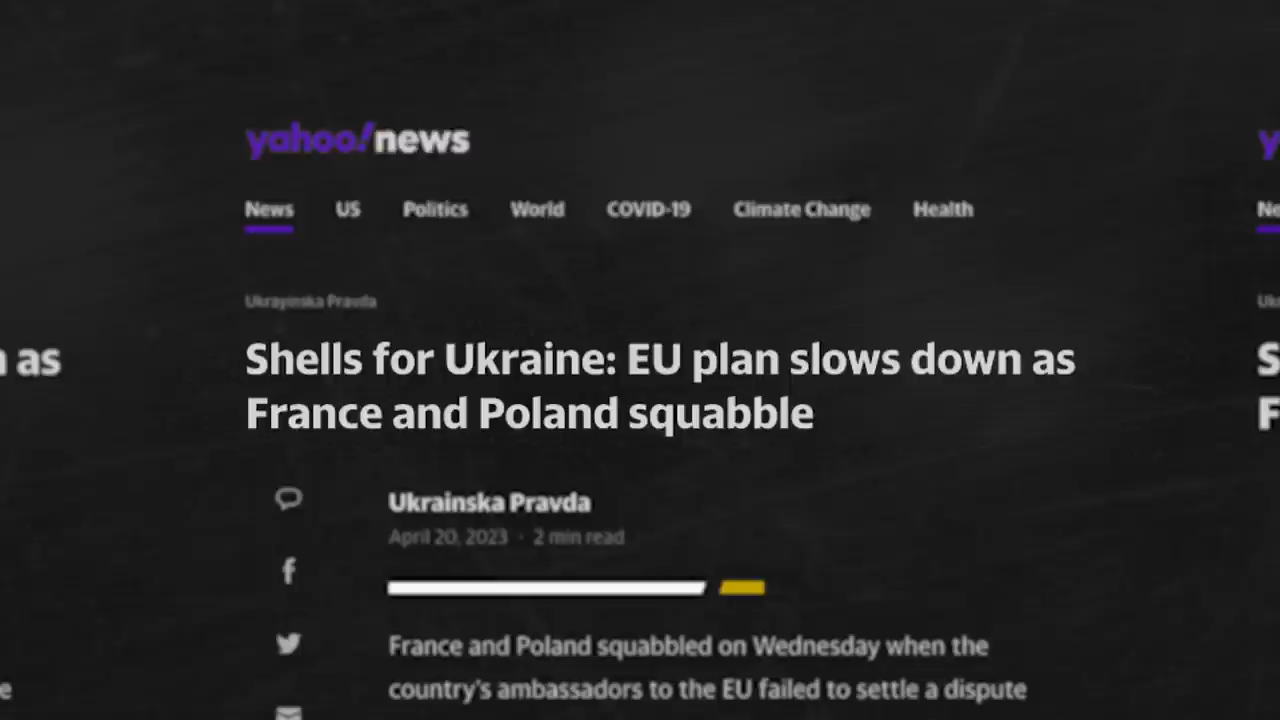 yahoo!news
News US Politics World COVID-19 Climate Change Health
Ukrayinska Pravda
as
Shells for Ukraine: EU plan slows down as
France and Poland squabble
Ukrainska Pravda
April 20, 2023 · 2 min read
France and Poland squabbled on Wednesday when the
country's ambassadors to the EU failed to settle a dispute